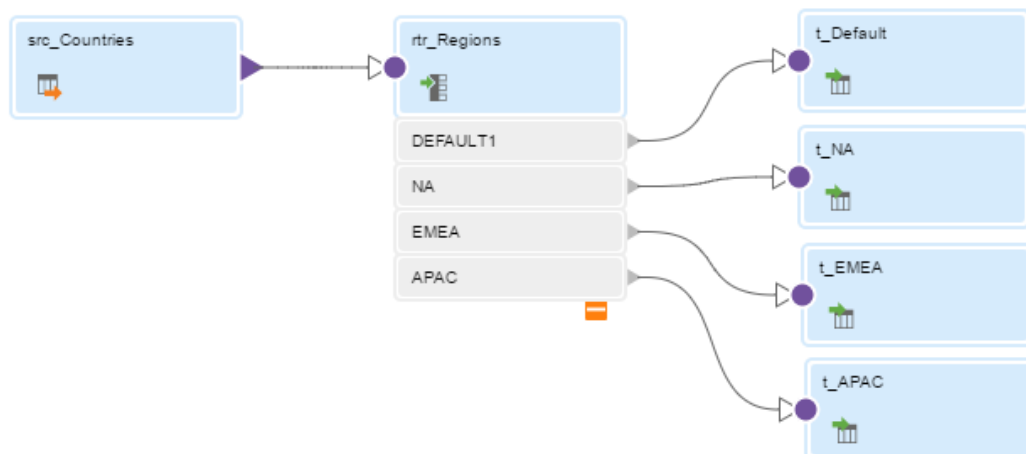 src_Countries
rtr_Regions
DEFAULT1
NA
EMEA
APAC
t_Default
t_NA
t_EMEA
t_APAC